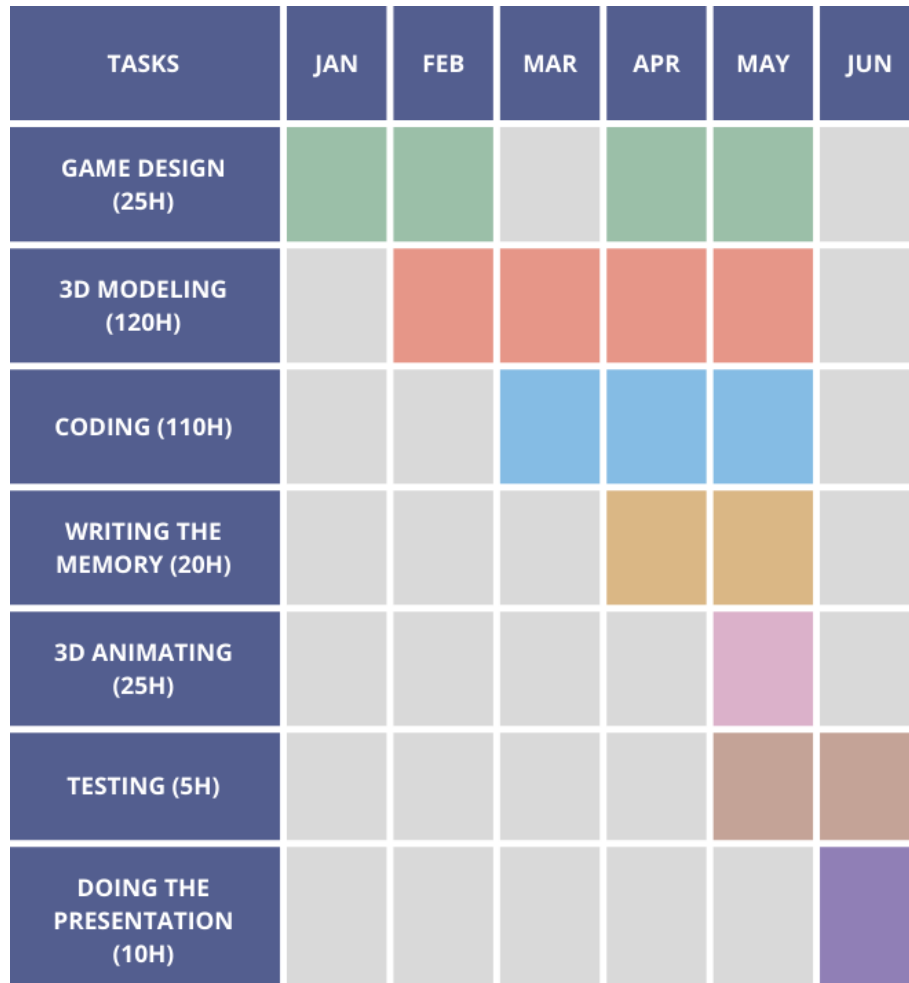 TASKS JAN FEB MAR APR MAY JUN
GAME DESIGN
(25H)
3D MODELING
(120H)
CODING (110H)
WRITING THE
MEMORY (20H)
3D ANIMATING
(25H)
TESTING (5H)
DOING THE
PRESENTATION
(10H)